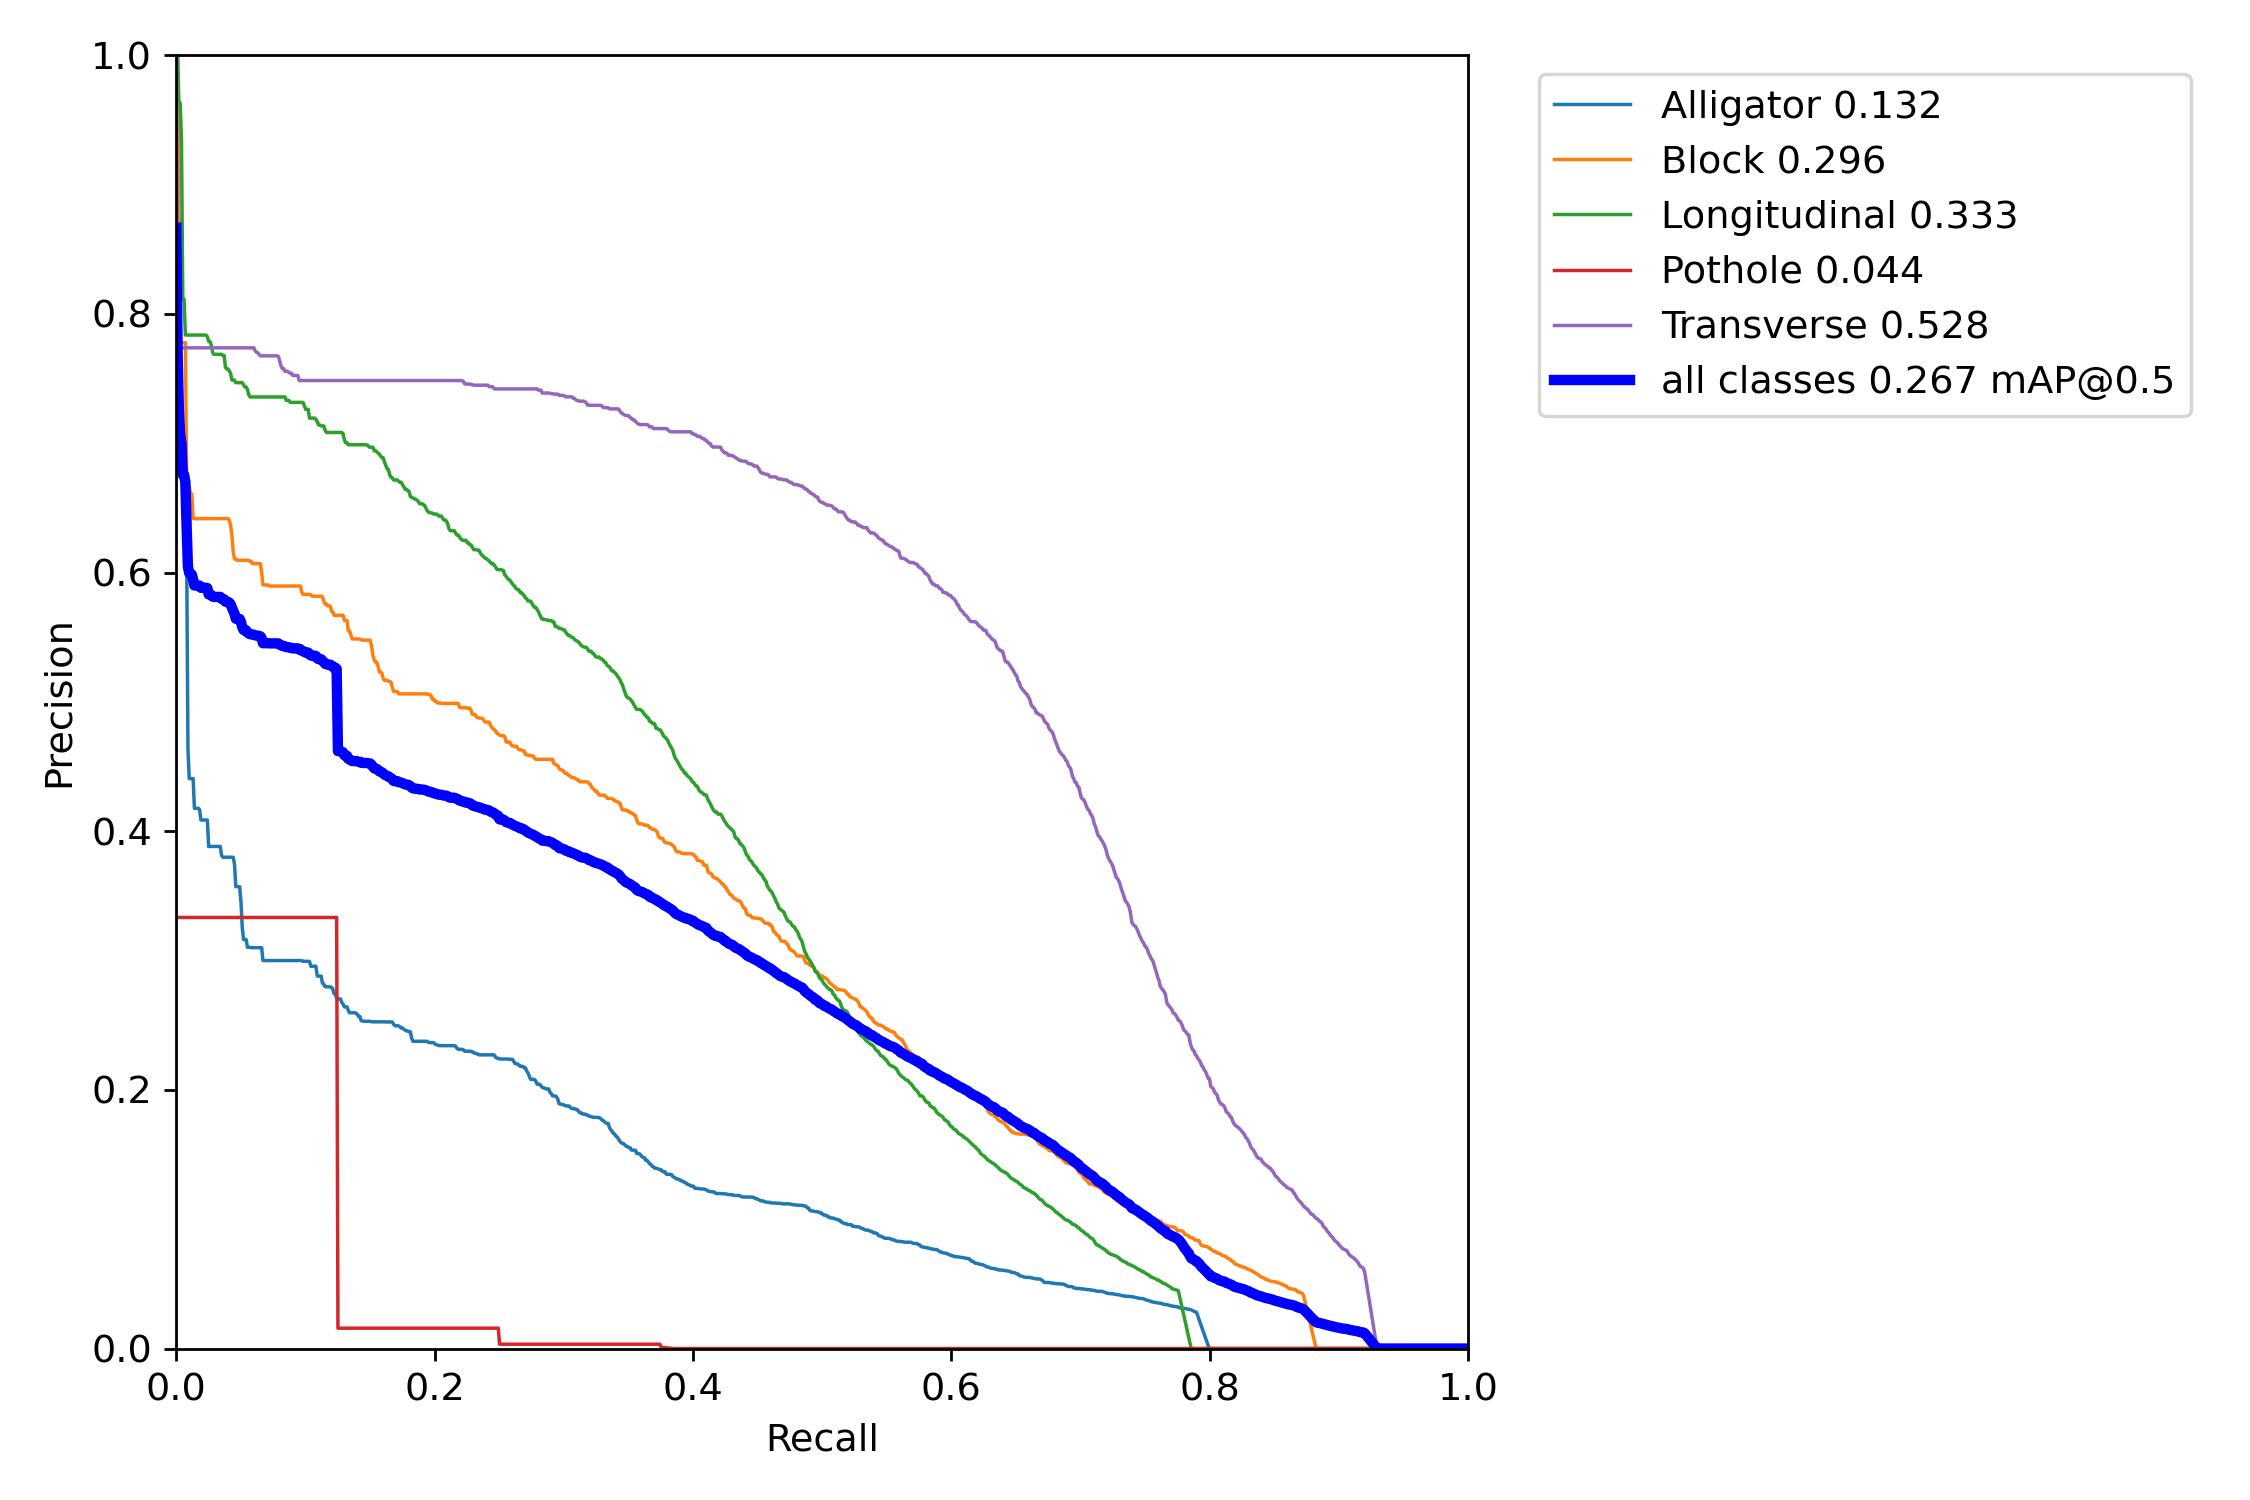 1.0
0.8
0.6
0.4
0.2
0.0
0.0 0.2 0.4 0.6 0.8 1.0
Precision
Recall
Alligator 0.132
Block 0.296
Longitudinal 0.333
Pothole 0.044
Transverse 0.528
all classes 0.267 mAP@0.5